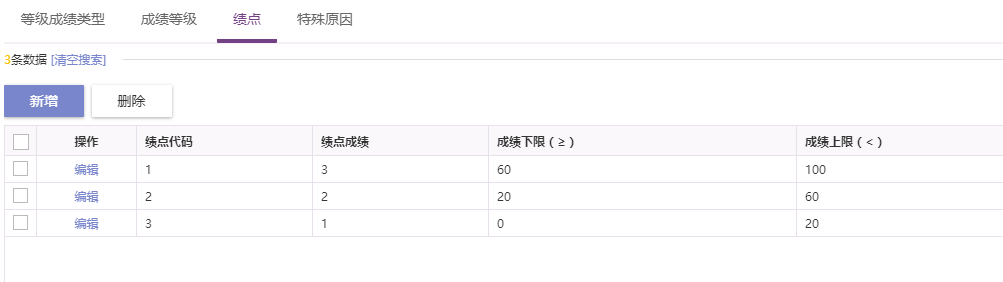 等级成绩类型 成绩等级 绩点 特殊原因
3条数据 [清空搜索]
新增 删除
操作 绩点代码 绩点成绩 成绩下限（≥） 成绩上限（<）
编辑 1 3 60 100
编辑 2 2 20 60
编辑 3 1 0 20